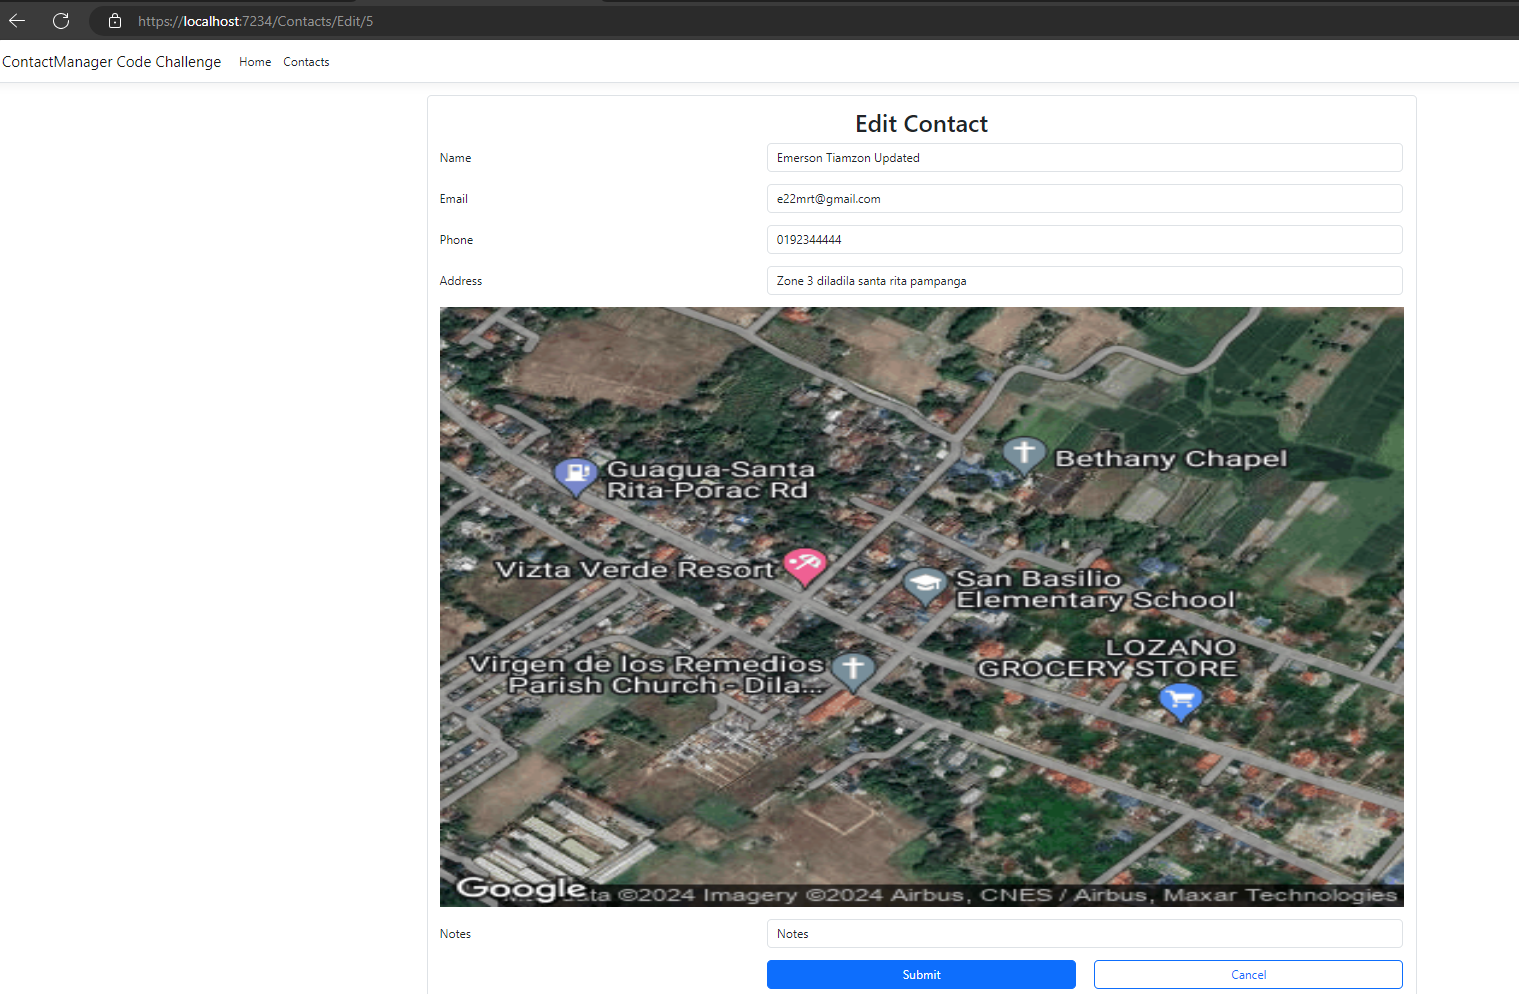 https://localhost:7234/Contacts/Edit/5
ContactManager Code Challenge Home Contacts
Edit Contact
Name Emerson Tiamzon Updated
Email e22mrt@gmail.com
Phone 0192344444
Address Zone 3 diladila santa rita pampanga
Bethany Chapel
Guagua-Santa
Rita-Porac Rd
Vizta Verde Resort
San Basilio
Elementary School
LOZANO
GROCERY STORE
Virgen de los Remedios
Parish Church - Dila...
Google ©2024 Imagery ©2024 Airbus, CNES / Airbus, Maxar Technologies
Notes Notes
Submit Cancel